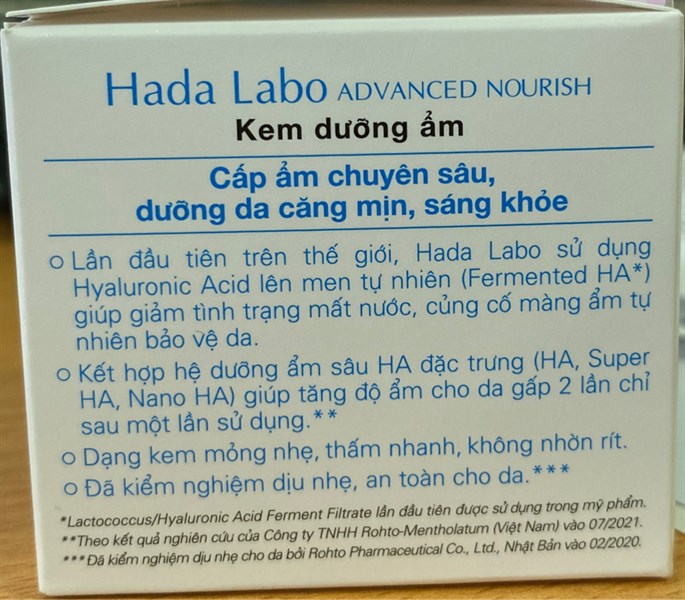 Hada Labo ADVANCED NOURISH
Kem dưỡng ẩm
Cấp ẩm chuyên sâu,
dưỡng da căng mịn, sáng khỏe
Lần đầu tiên trên thế giới, Hada Labo sử dụng
Hyaluronic Acid lên men tự nhiên (Fermented HA*)
giúp giảm tình trạng mất nước, củng cố màng ẩm tự
nhiên bảo vệ da.
Kết hợp hệ dưỡng ẩm sâu HA đặc trưng (HA, Super
HA, Nano HA) giúp tăng độ ẩm cho da gấp 2 lần chỉ
sau một lần sử dụng.**
Dạng kem mỏng nhẹ, thấm nhanh, không nhờn rít.
Đã kiểm nghiệm dịu nhẹ, an toàn cho da.***
*Lactococcus/Hyaluronic Acid Ferment Filtrate lần đầu tiên được sử dụng trong mỹ phẩm.
**Theo kết quả nghiên cứu của Công ty TNHH Rohto-Mentholatum (Việt Nam) vào 07/2021.
***Đã kiểm nghiệm dịu nhẹ cho da bởi Rohto Pharmaceutical Co., Ltd., Nhật Bản vào 02/2020.